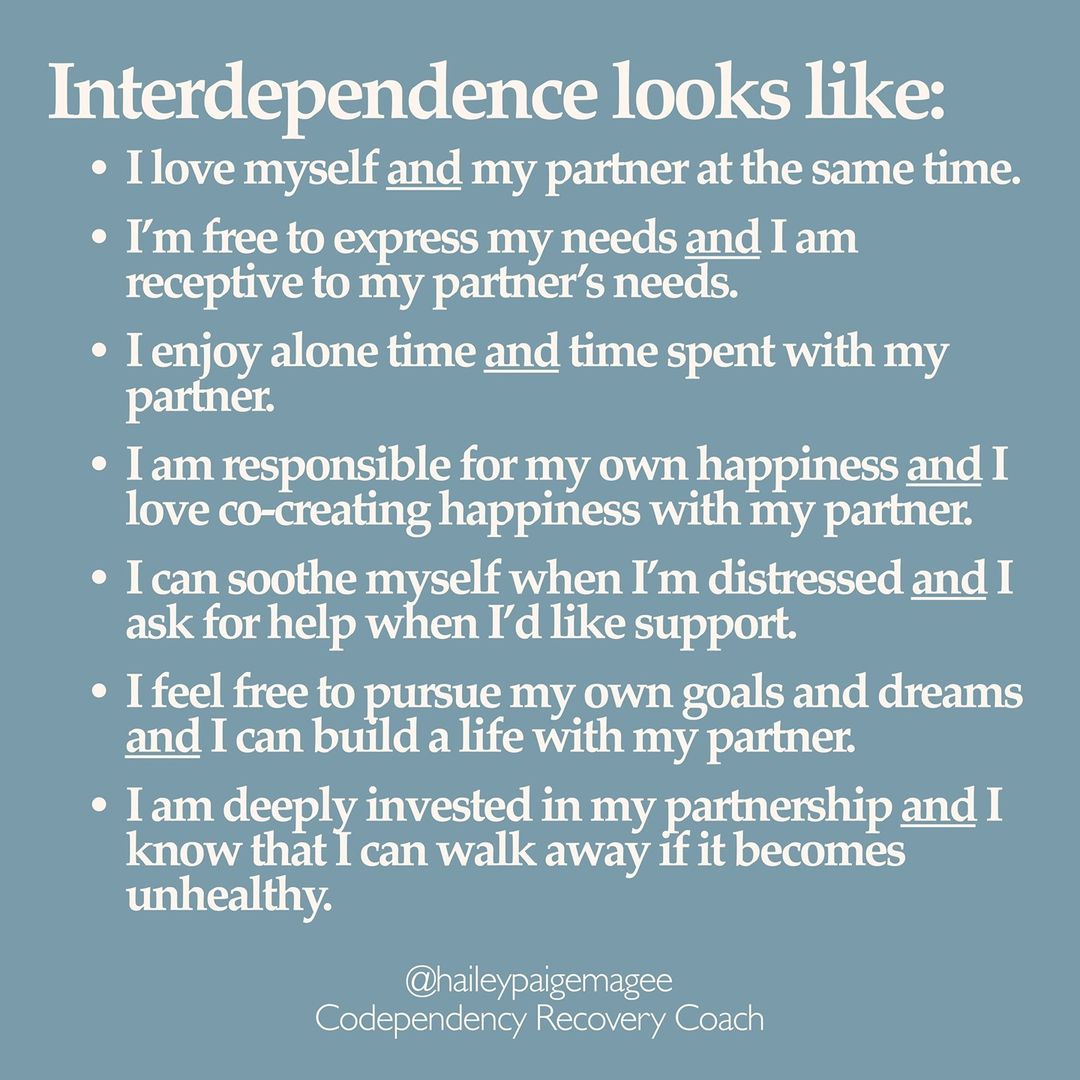 Interdependence looks like:
• I love myself and my partner at the same time.
• I’m free to express my needs and I am
receptive to my partner’s needs.
• I enjoy alone time and time spent with my
partner.
• I am responsible for my own happiness and I
love co-creating happiness with my partner.
• I can soothe myself when I’m distressed and I
ask for help when I’d like support.
• I feel free to pursue my own goals and dreams
and I can build a life with my partner.
• I am deeply invested in my partnership and I
know that I can walk away if it becomes
unhealthy.
@haileypaigemagee
Codependency Recovery Coach